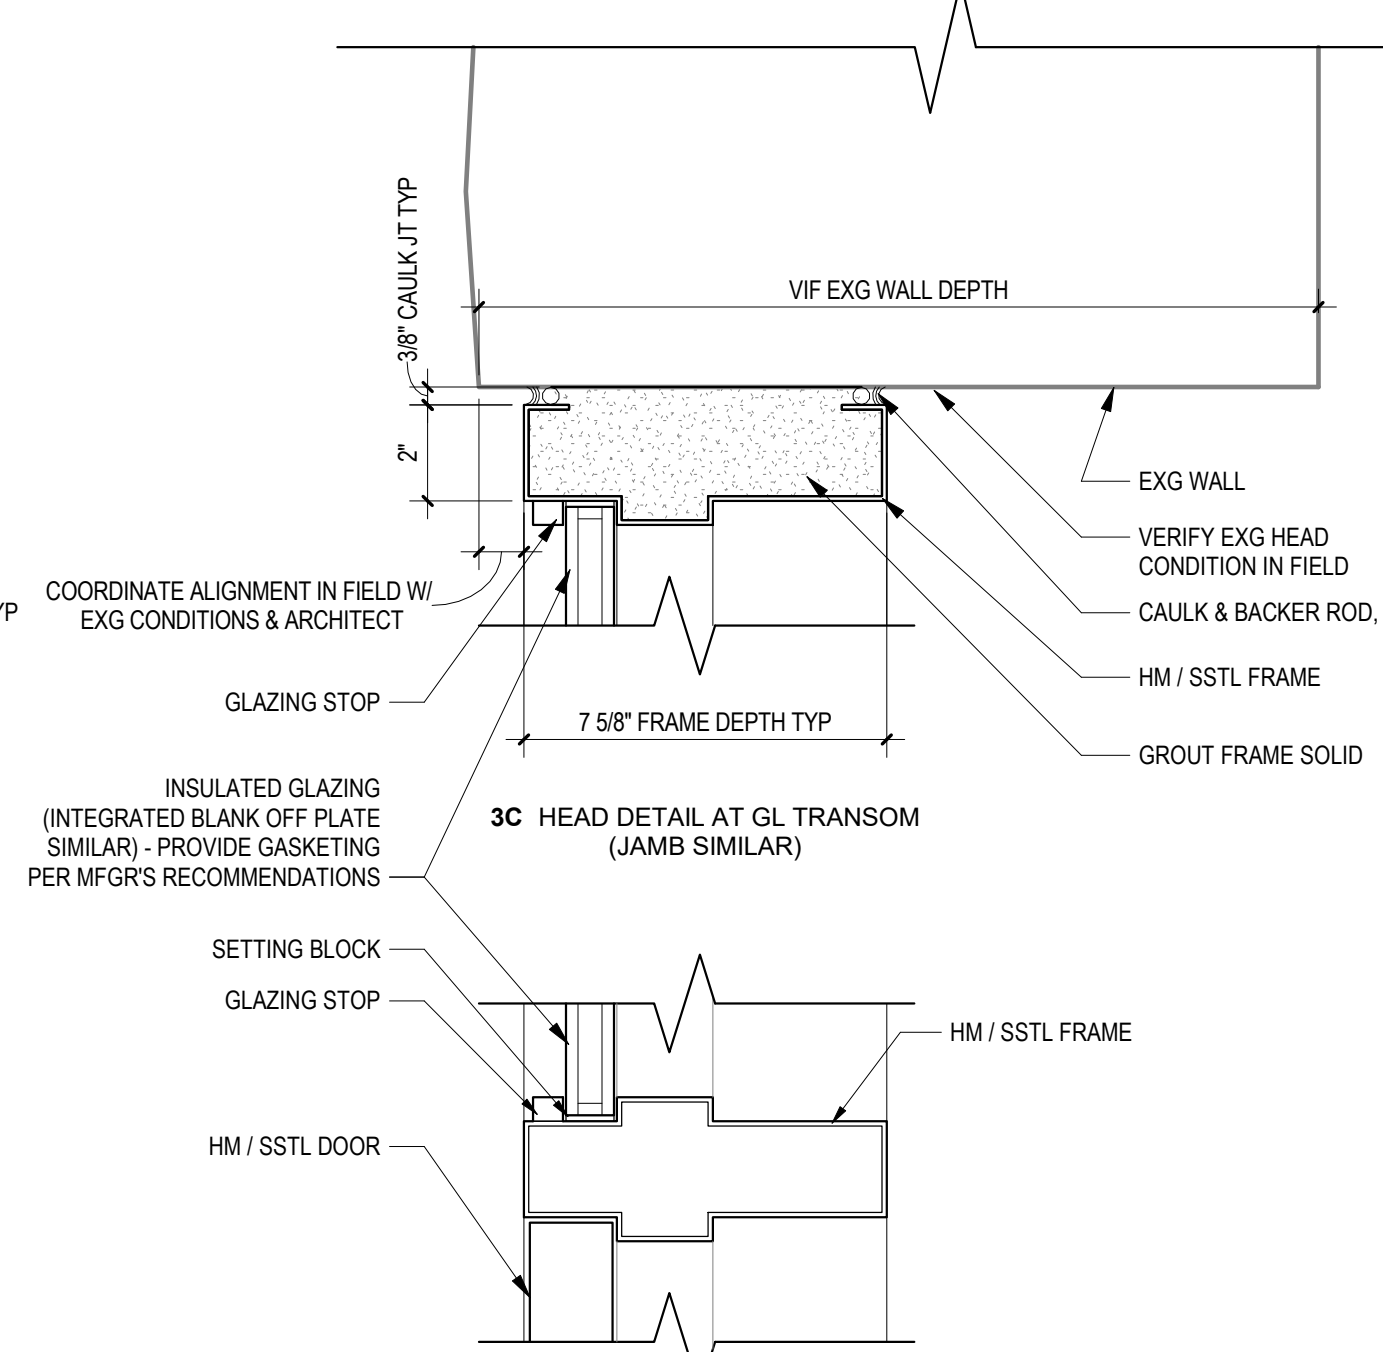 3/8" CAULK JT TYP
VIF EXG WALL DEPTH
2"
EXG WALL
VERIFY EXG HEAD
CONDITION IN FIELD
CAULK & BACKER ROD,
HM / SSTL FRAME
GROUT FRAME SOLID
YP
COORDINATE ALIGNMENT IN FIELD W/
EXG CONDITIONS & ARCHITECT
GLAZING STOP
7 5/8" FRAME DEPTH TYP
INSULATED GLAZING
(INTEGRATED BLANK OFF PLATE
SIMILAR) - PROVIDE GASKETING
PER MFGR'S RECOMMENDATIONS
3C HEAD DETAIL AT GL TRANSOM
(JAMB SIMILAR)
SETTING BLOCK
GLAZING STOP
HM / SSTL FRAME
HM / SSTL DOOR